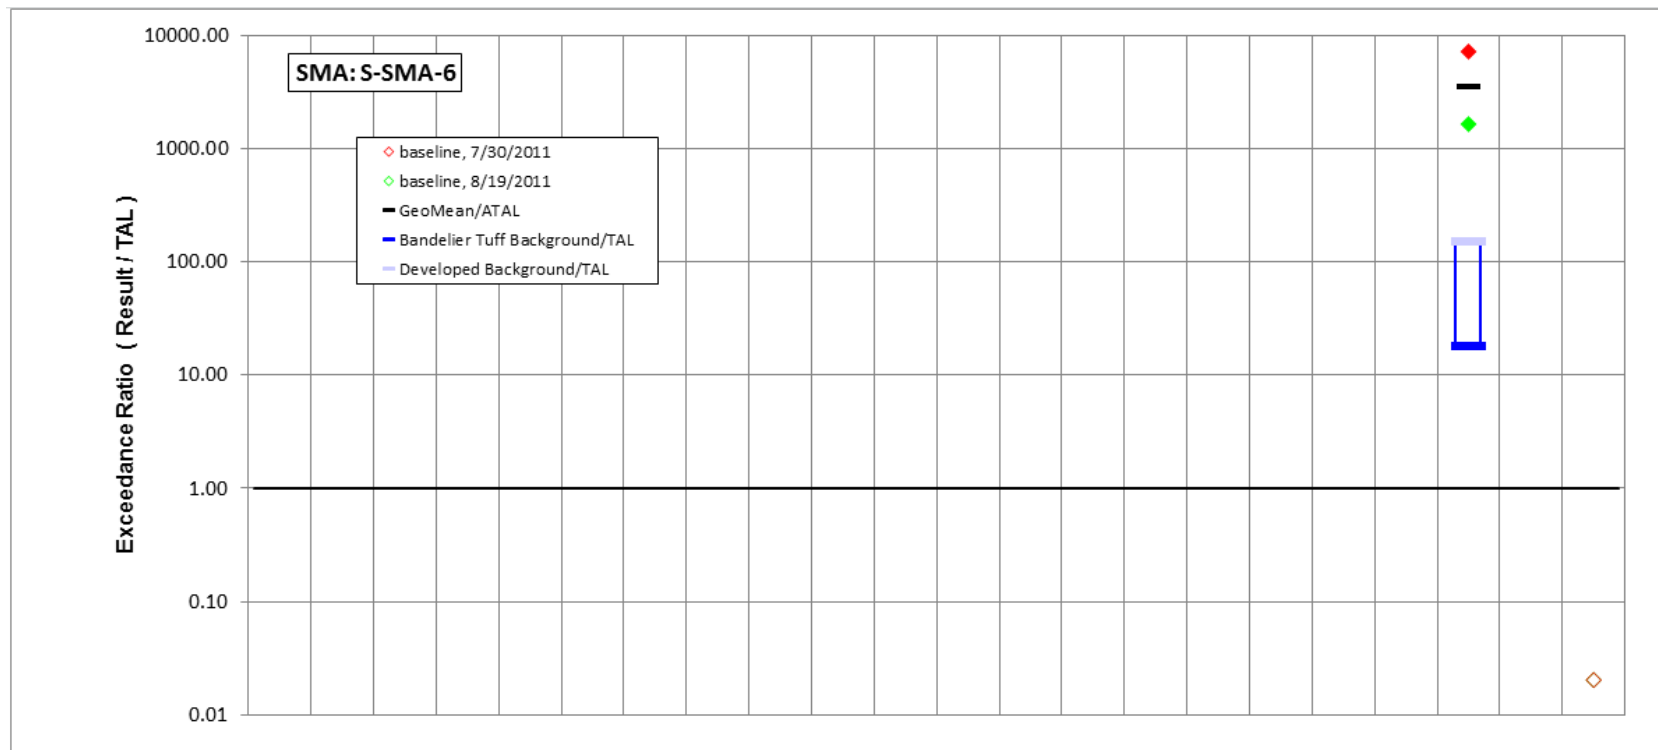 10000.00
SMA: S-SMA-6
1000.00
baseline, 7/30/2011
baseline, 8/19/2011
GeoMean/ATAL
Bandelier Tuff Background/TAL
Developed Background/TAL
100.00
10.00
1.00
0.10
0.01
Exceedance Ratio ( Result / TAL )